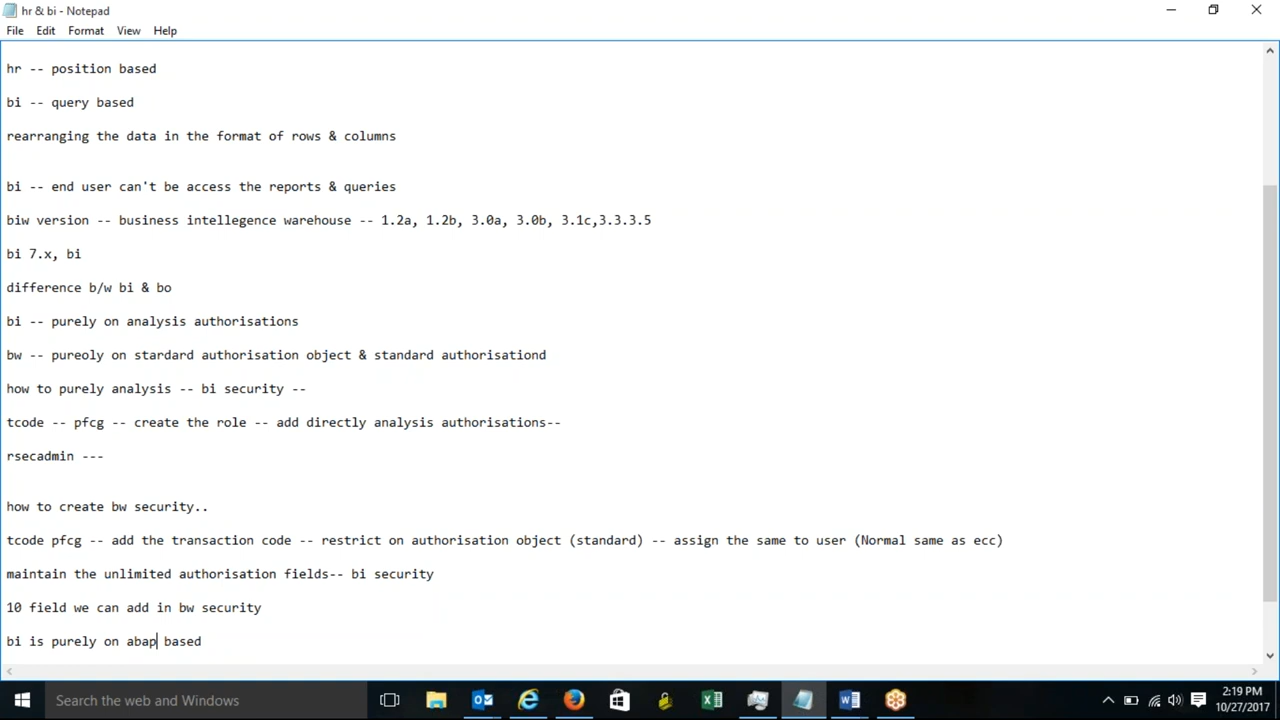 hr & bi - Notepad
File Edit Format View Help
hr -- position based
bi -- query based
rearranging the data in the format of rows & columns
bi -- end user can't be access the reports & queries
biw version -- business intellegence warehouse -- 1.2a, 1.2b, 3.0a, 3.0b, 3.1c,3.3.3.5
bi 7.x, bi
difference b/w bi & bo
bi -- purely on analysis authorisations
bw -- pureoly on stardard authorisation object & standard authorisationd
how to purely analysis -- bi security --
tcode -- pfcg -- create the role -- add directly analysis authorisations--
rsecadmin ---
how to create bw security..
tcode pfcg -- add the transaction code -- restrict on authorisation object (standard) -- assign the same to user (Normal same as ecc)
maintain the unlimited authorisation fields-- bi security
10 field we can add in bw security
bi is purely on abap based
Search the web and Windows
2:19 PM
10/27/2017